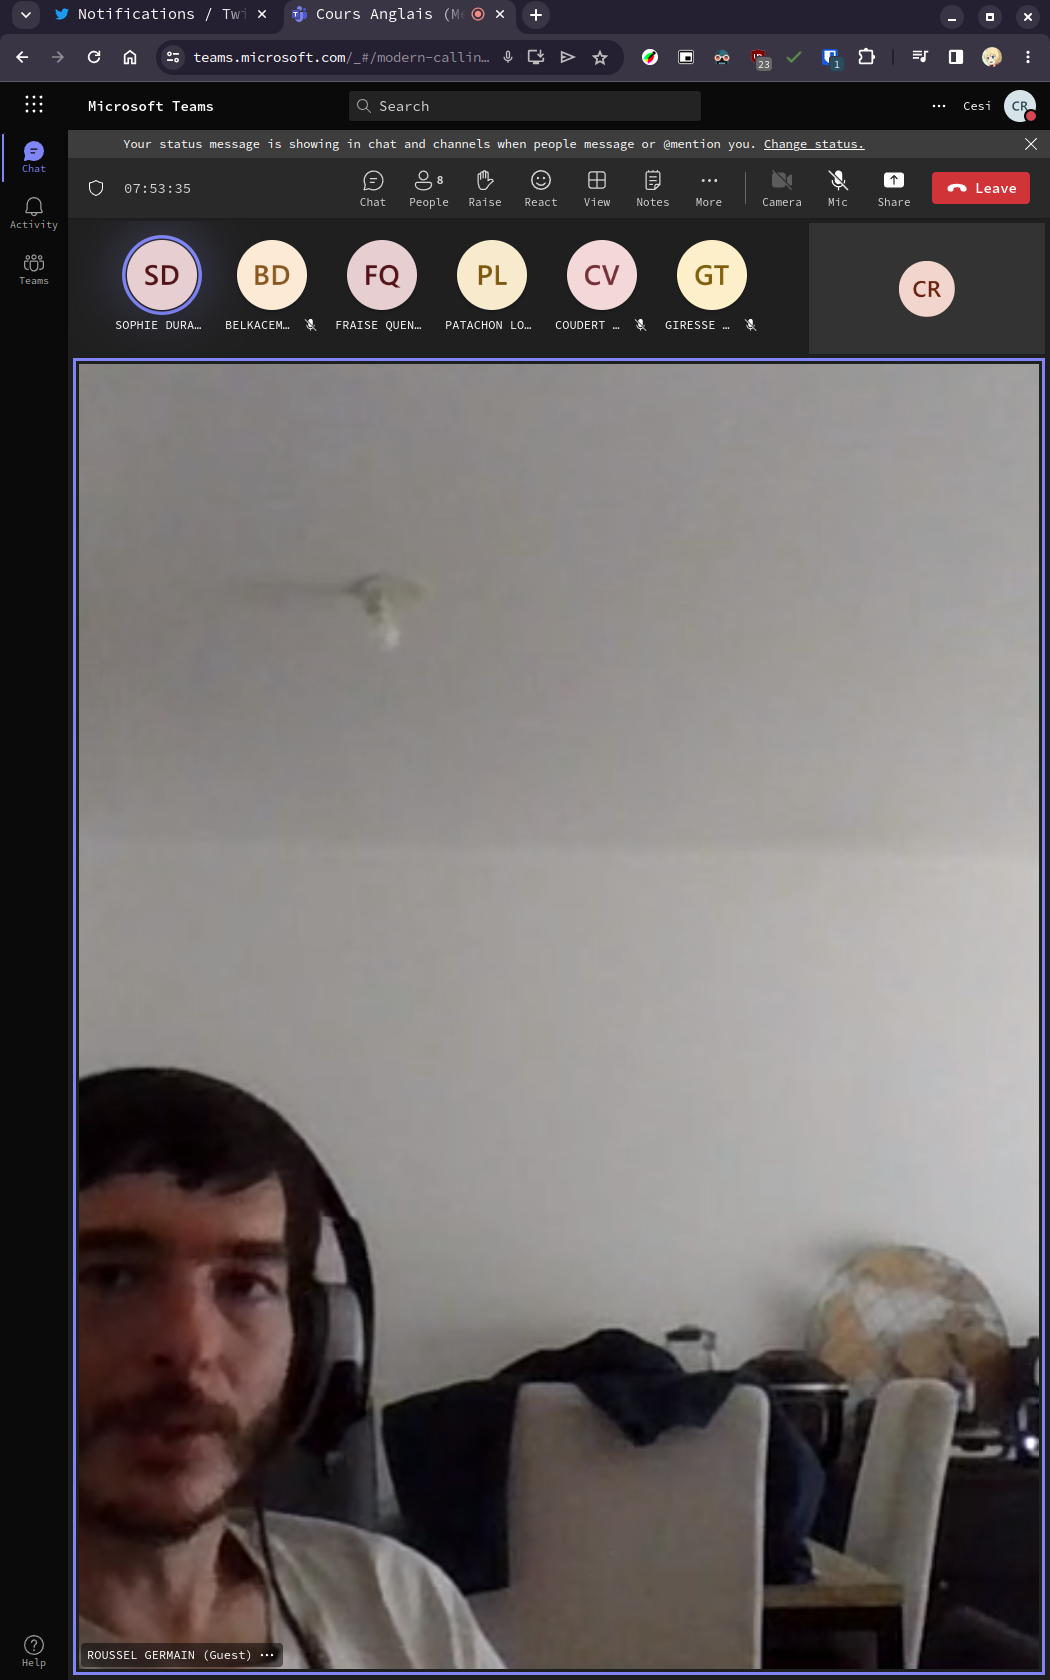 Notifications / Twi
Cours Anglais (Me
teams.microsoft.com/_#/modern-callin…
23
1
Microsoft Teams
Search
Cesi
CR
Your status message is showing in chat and channels when people message or @mention you. Change status.
Chat
Activity
Teams
07:53:35
Chat
People 8
Raise
React
View
Notes
More
Camera
Mic
Share
Leave
SD
BD
FQ
PL
CV
GT
CR
SOPHIE DURA…
BELKACEM…
FRAISE QUEN…
PATACHON LO…
COUDERT …
GIRESSE …
ROUSSEL GERMAIN (Guest)
Help